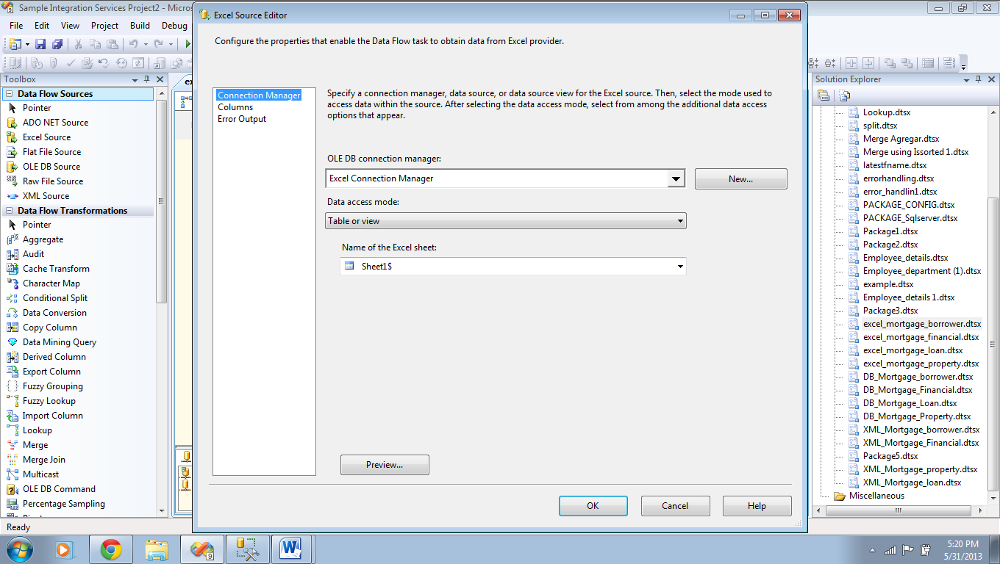 Sample Integration Services Project2 - Micros
File Edit View Project Build Debug
Toolbox
Data Flow Sources
Pointer
ADO NET Source
Excel Source
Flat File Source
OLE DB Source
Raw File Source
XML Source
Data Flow Transformations
Pointer
Aggregate
Audit
Cache Transform
Character Map
Conditional Split
Data Conversion
Copy Column
Data Mining Query
Derived Column
Export Column
Fuzzy Grouping
Fuzzy Lookup
Import Column
Lookup
Merge
Merge Join
Multicast
OLE DB Command
Percentage Sampling
Ready
ex
Excel Source Editor
Configure the properties that enable the Data Flow task to obtain data from Excel provider.
Connection Manager
Columns
Error Output
Specify a connection manager, data source, or data source view for the Excel source. Then, select the mode used to
access data within the source. After selecting the data access mode, select from among the additional data access
options that appear.
OLE DB connection manager:
Excel Connection Manager
New...
Data access mode:
Table or view
Name of the Excel sheet:
Sheet1$
Preview...
OK Cancel Help
Solution Explorer
Lookup.dtsx
split.dtsx
Merge Agregar.dtsx
Merge using Issorted 1.dtsx
latestfname.dtsx
errorhandling.dtsx
error_handlin1.dtsx
PACKAGE_CONFIG.dtsx
PACKAGE_Sqlserver.dtsx
Package1.dtsx
Package2.dtsx
Employee_details.dtsx
Employee_department (1).dtsx
example.dtsx
Employee_details 1.dtsx
Package3.dtsx
excel_mortgage_borrower.dtsx
excel_mortgage_financial.dtsx
excel_mortgage_loan.dtsx
excel_mortgage_property.dtsx
DB_Mortgage_borrower.dtsx
DB_Mortgage_Financial.dtsx
DB_Mortgage_Loan.dtsx
DB_Mortgage_Property.dtsx
XML_Mortgage_borrower.dtsx
XML_Mortgage_Financial.dtsx
Package5.dtsx
XML_Mortgage_property.dtsx
XML_Mortgage_loan.dtsx
Miscellaneous
5:20 PM
5/31/2013